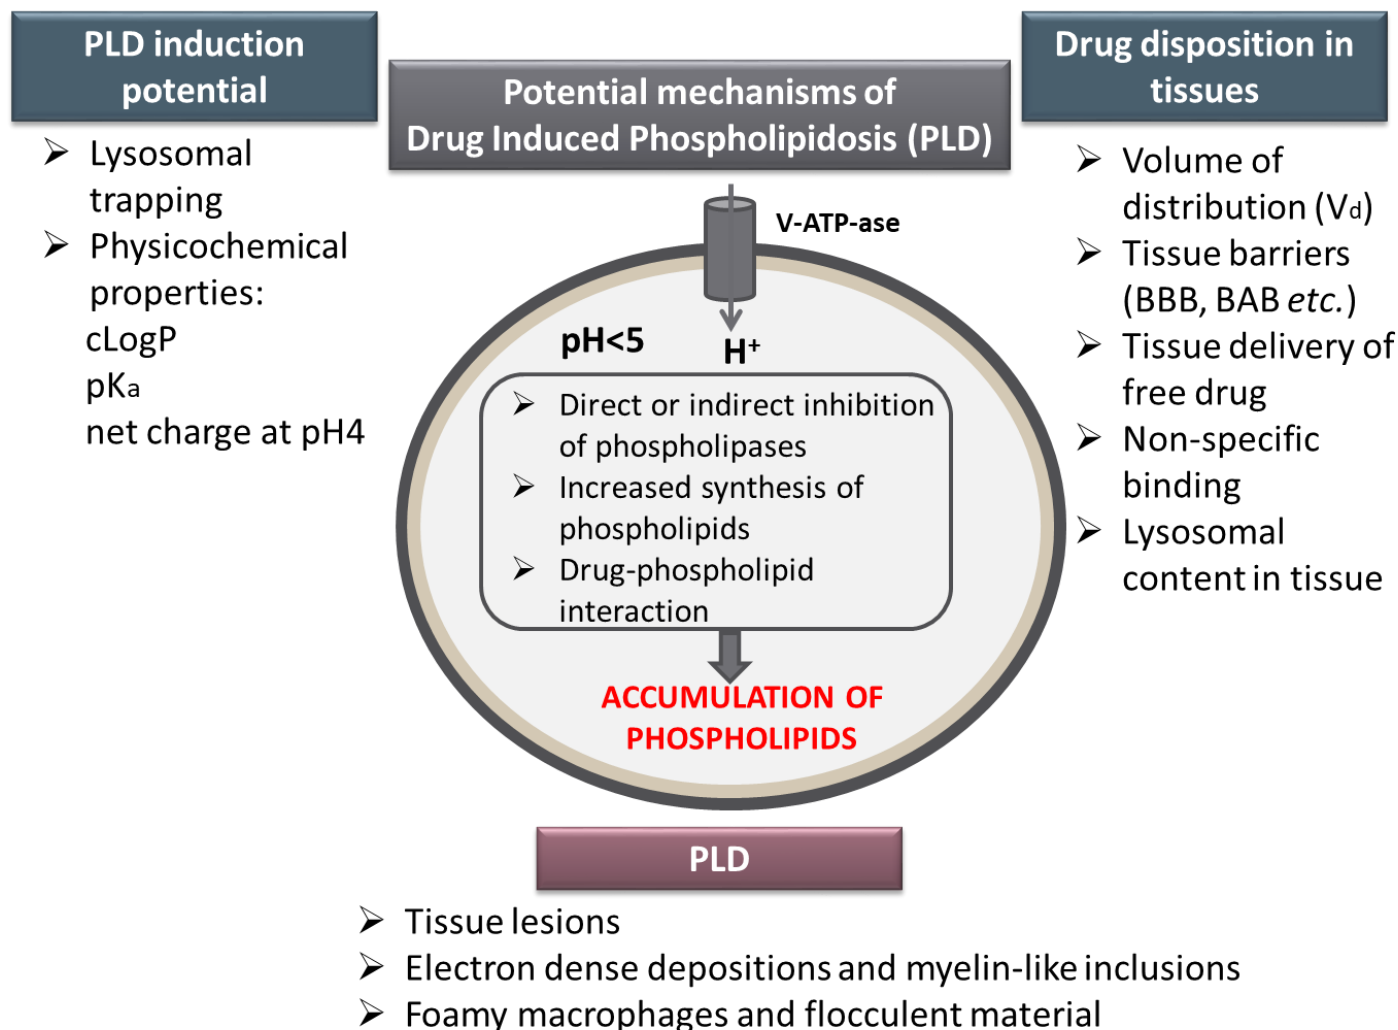 PLD induction
potential
➢ Lysosomal
trapping
➢ Physicochemical
properties:
cLogP
pKa
net charge at pH4
Potential mechanisms of
Drug Induced Phospholipidosis (PLD)
V-ATP-ase
pH<5
H⁺
➢ Direct or indirect inhibition
of phospholipases
➢ Increased synthesis of
phospholipids
➢ Drug-phospholipid
interaction
ACCUMULATION OF
PHOSPHOLIPIDS
Drug disposition in
tissues
➢ Volume of
distribution (Vd)
➢ Tissue barriers
(BBB, BAB etc.)
➢ Tissue delivery of
free drug
➢ Non-specific
binding
➢ Lysosomal
content in tissue
PLD
➢ Tissue lesions
➢ Electron dense depositions and myelin-like inclusions
➢ Foamy macrophages and flocculent material